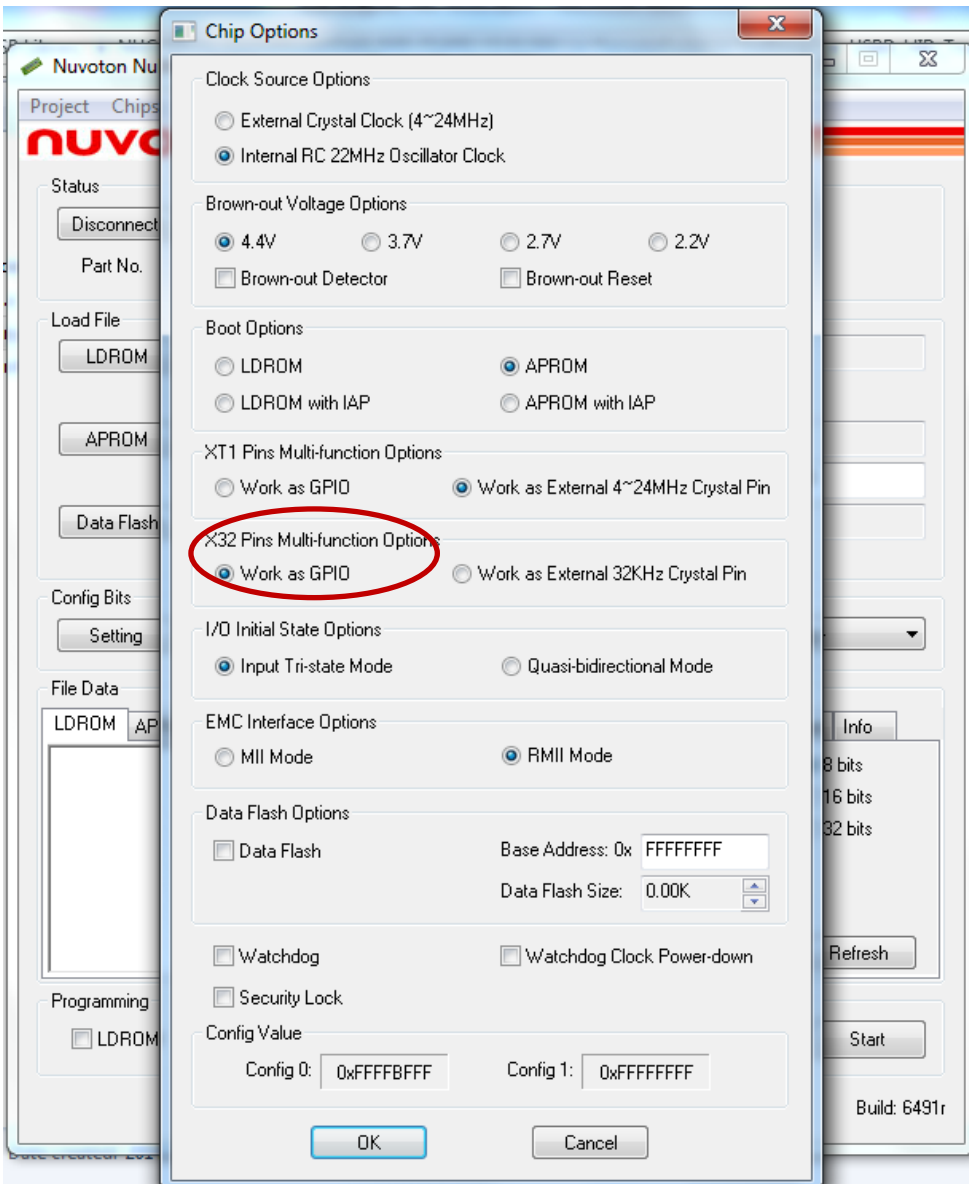 Chip Options
Nuvoton Nu
Project Chips
nuvo
Clock Source Options
External Crystal Clock (4~24MHz)
Internal RC 22MHz Oscillator Clock
Status
Disconnect
Part No.
Brown-out Voltage Options
4.4V 3.7V 2.7V 2.2V
Brown-out Detector Brown-out Reset
Load File
LDROM
APROM
Data Flash
Boot Options
LDROM APROM
LDROM with IAP APROM with IAP
XT1 Pins Multi-function Options
Work as GPIO Work as External 4~24MHz Crystal Pin
X32 Pins Multi-function Options
Work as GPIO Work as External 32KHz Crystal Pin
Config Bits
Setting
I/O Initial State Options
Input Tri-state Mode Quasi-bidirectional Mode
File Data
LDROM AP
Info
8 bits
16 bits
32 bits
Refresh
EMC Interface Options
MII Mode RMII Mode
Data Flash Options
Data Flash Base Address: 0x FFFFFFFF
Data Flash Size: 0.00K
Watchdog Watchdog Clock Power-down
Security Lock
Programming
LDROM
Start
Config Value
Config 0: 0xFFFFBFFF Config 1: 0xFFFFFFFF
OK Cancel
Build: 6491r